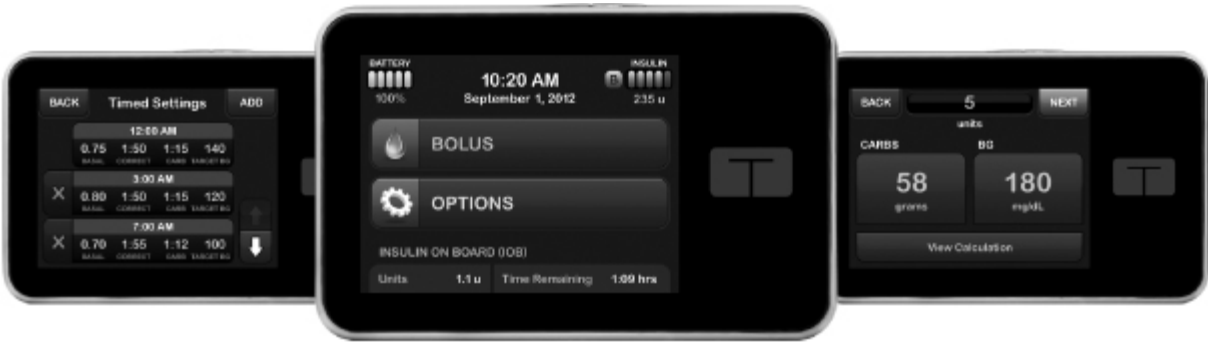 BACK Timed Settings ADD
12:00 AM
0.75 1:50 1:15 140
BASAL CORRECT CARB TARGET BG
3:00 AM
0.80 1:50 1:15 120
BASAL CORRECT CARB TARGET BG
7:00 AM
0.70 1:55 1:12 100
BASAL CORRECT CARB TARGET BG
BATTERY INSULIN
10:20 AM
B
100% September 1, 2012 235 u
BOLUS
OPTIONS
INSULIN ON BOARD (IOB)
Units 1.1 u Time Remaining 1:09 hrs
BACK 5 NEXT
units
CARBS BG
58 180
grams mg/dL
View Calculation